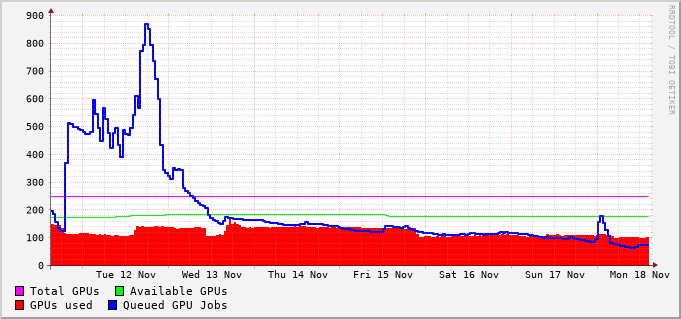 900
800
700
600
500
400
300
200
100
0
Tue 12 Nov Wed 13 Nov Thu 14 Nov Fri 15 Nov Sat 16 Nov Sun 17 Nov Mon 18 Nov
Total GPUs Available GPUs
GPUs used Queued GPU Jobs
RRDTOOL / TOBI OETIKER